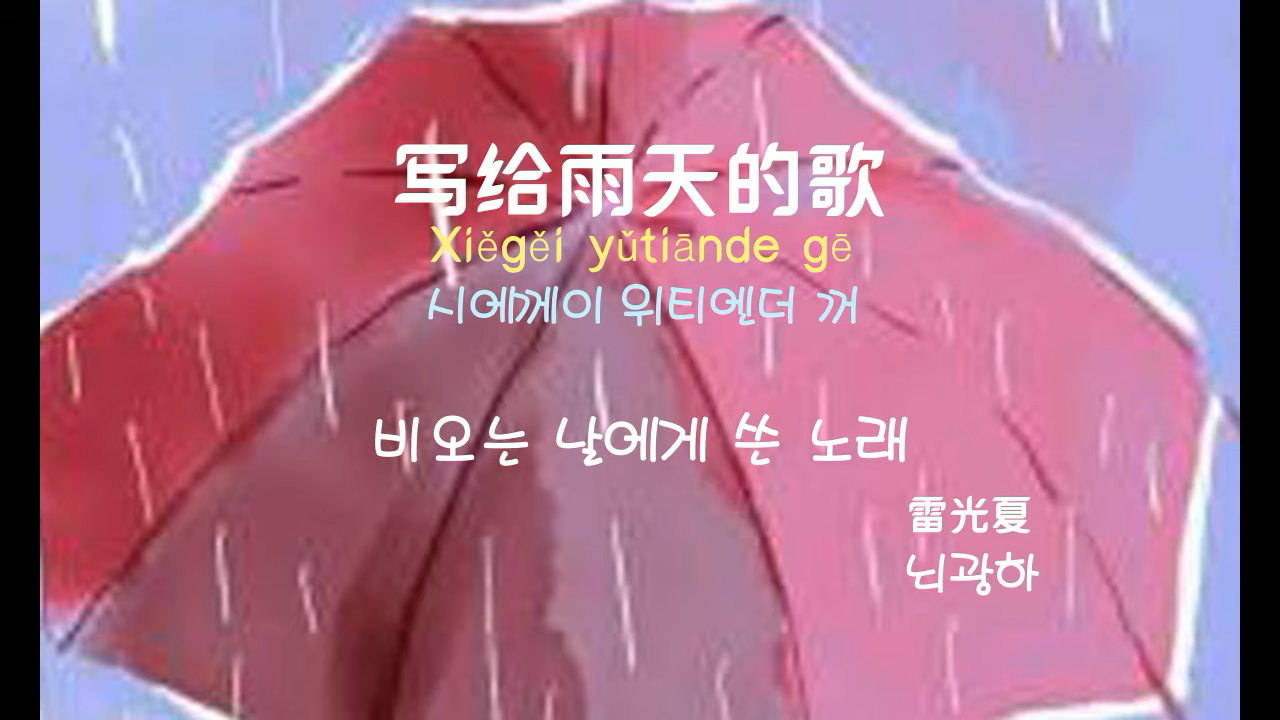 写给雨天的歌
Xiěgěi yǔtiānde gē
시에께이 위티엔더 꺼
비오는 날에게 쓴 노래
雷光夏
뇌광하